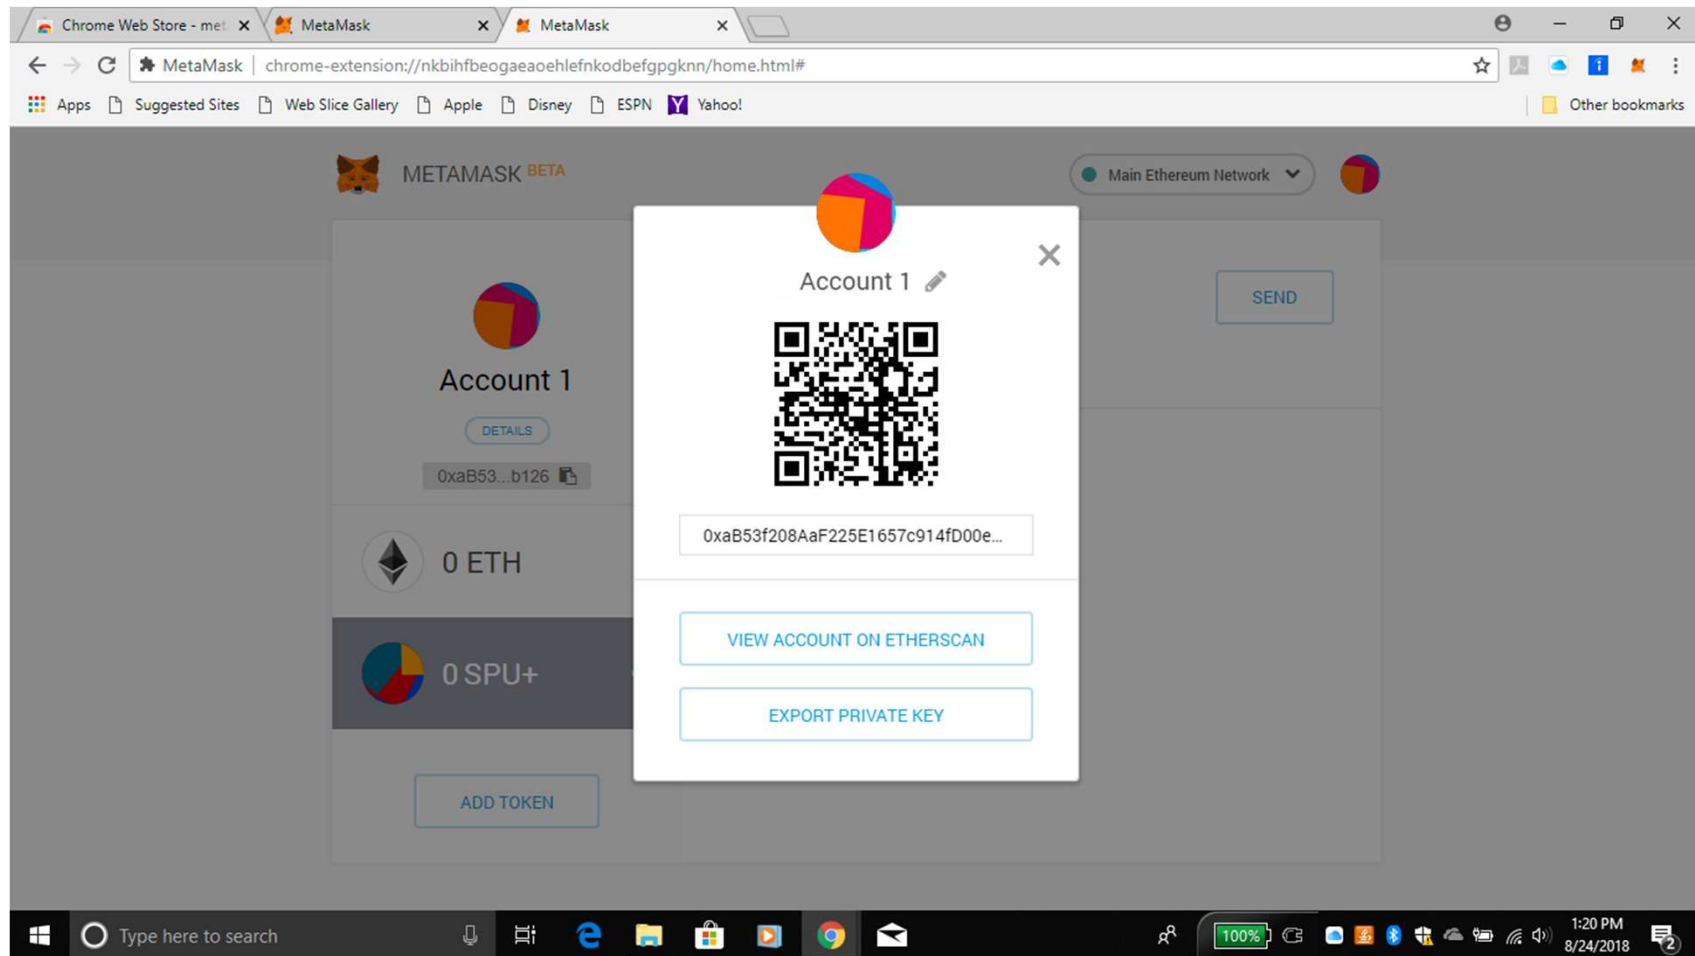 Chrome Web Store - met
MetaMask
MetaMask
MetaMask | chrome-extension://nkbihfbeogaeaoehlefnkodbefgpgknn/home.html#
Apps Suggested Sites Web Slice Gallery Apple Disney ESPN Yahoo! Other bookmarks
METAMASK BETA
Main Ethereum Network
Account 1
DETAILS
0xaB53...b126
0 ETH
0 SPU+
ADD TOKEN
Account 1
0xaB53f208AaF225E1657c914fD00e...
VIEW ACCOUNT ON ETHERSCAN
EXPORT PRIVATE KEY
SEND
Type here to search
100%
1:20 PM
8/24/2018
2